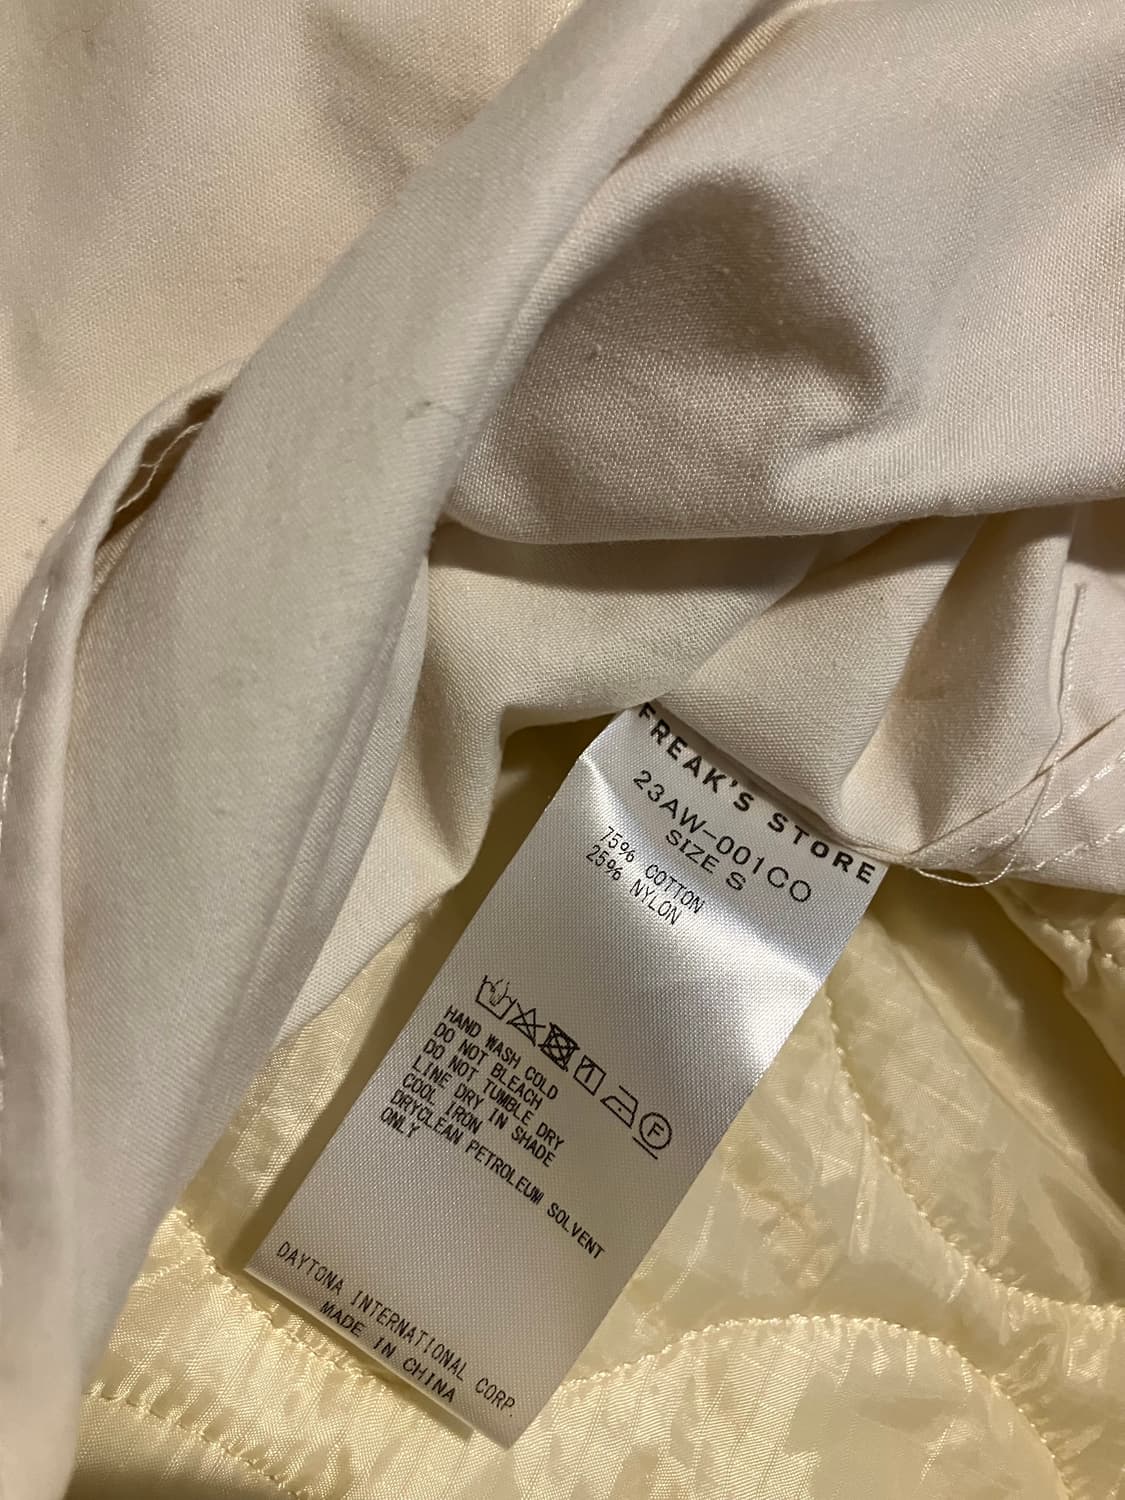 FREAK'S STORE
23AW-001CO
SIZE S
75% COTTON
25% NYLON
F
HAND WASH COLD
DO NOT BLEACH
DO NOT TUMBLE DRY
LINE DRY IN SHADE
COOL IRON
DRYCLEAN PETROLEUM SOLVENT
ONLY
DAYTONA INTERNATIONAL CORP.
MADE IN CHINA